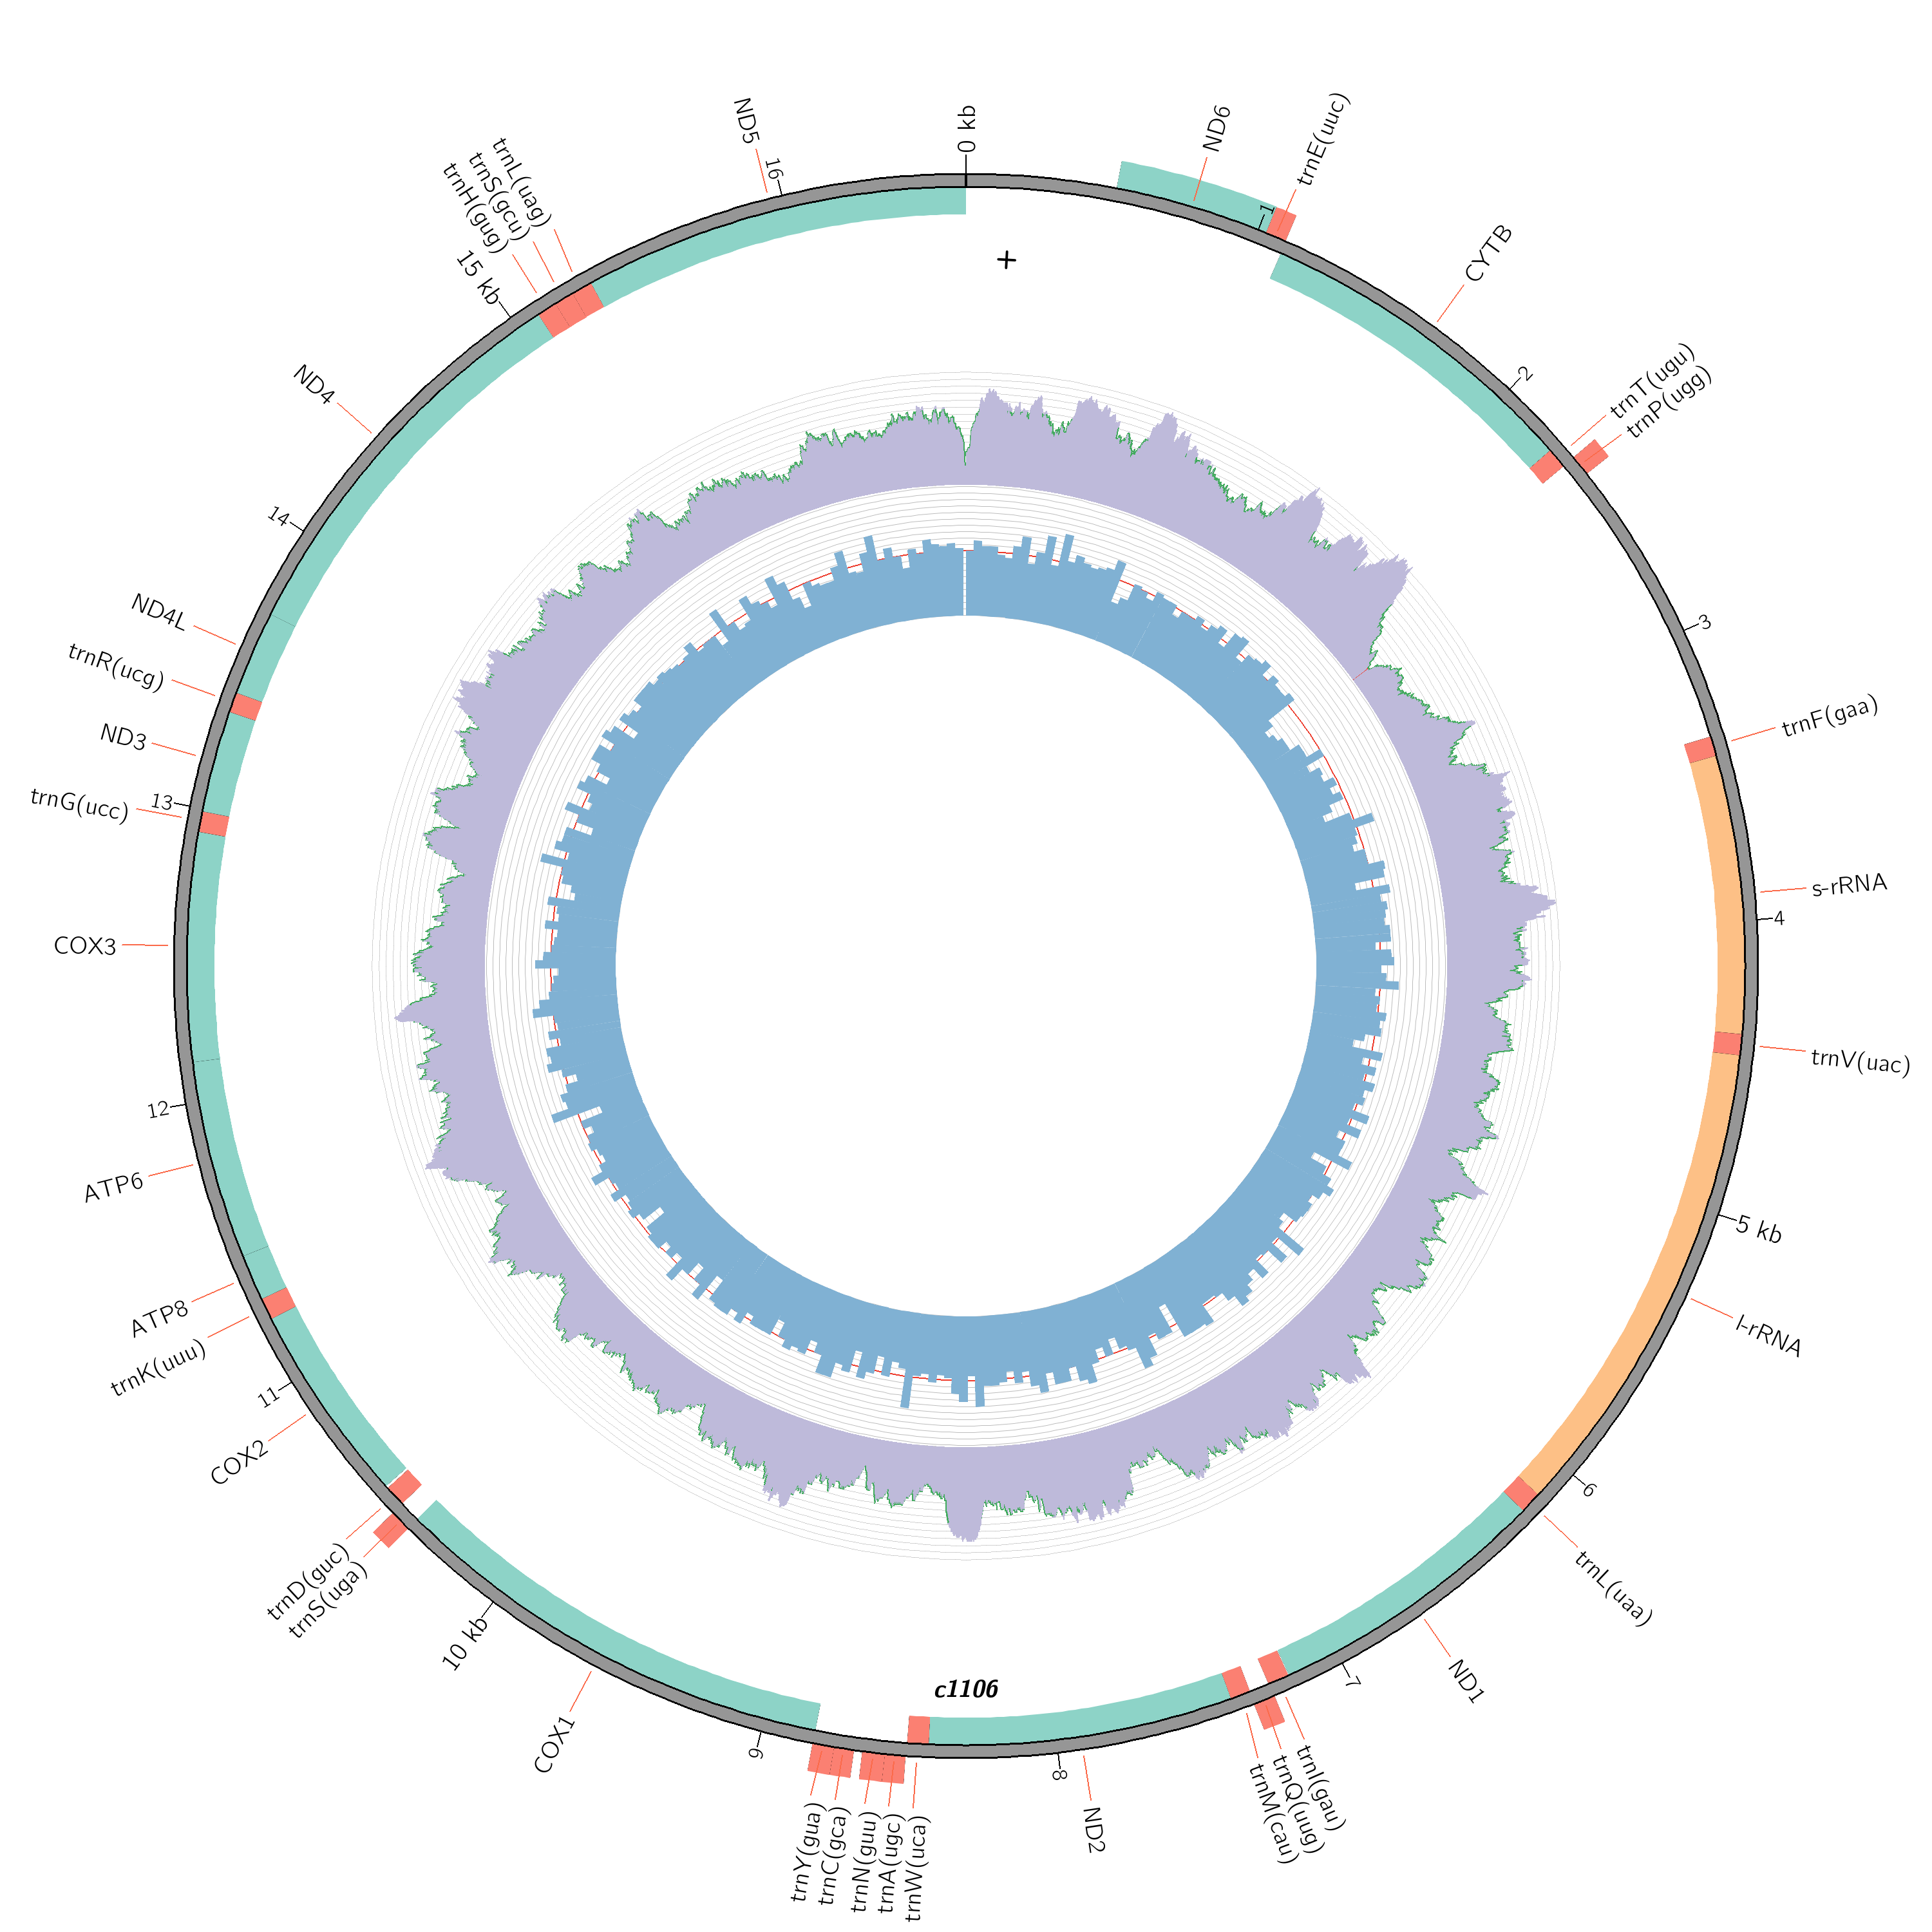 0 kb
ND6
trnE(uuc)
1
+
CYTB
2
trnT(ugu)
trnP(ugg)
3
trnF(gaa)
s-rRNA
4
trnV(uac)
5 kb
l-rRNA
6
trnL(uaa)
ND1
7
trnI(gau)
trnQ(uug)
trnM(cau)
ND2
8
c1106
trnW(uca)
trnA(ugc)
trnN(guu)
trnC(gca)
trnY(gua)
9
COX1
10 kb
trnS(uga)
trnD(guc)
COX2
11
trnK(uuu)
ATP8
ATP6
12
COX3
trnG(ucc)
13
ND3
trnR(ucg)
ND4L
14
ND4
15 kb
trnH(gug)
trnS(gcu)
trnL(uag)
ND5
16